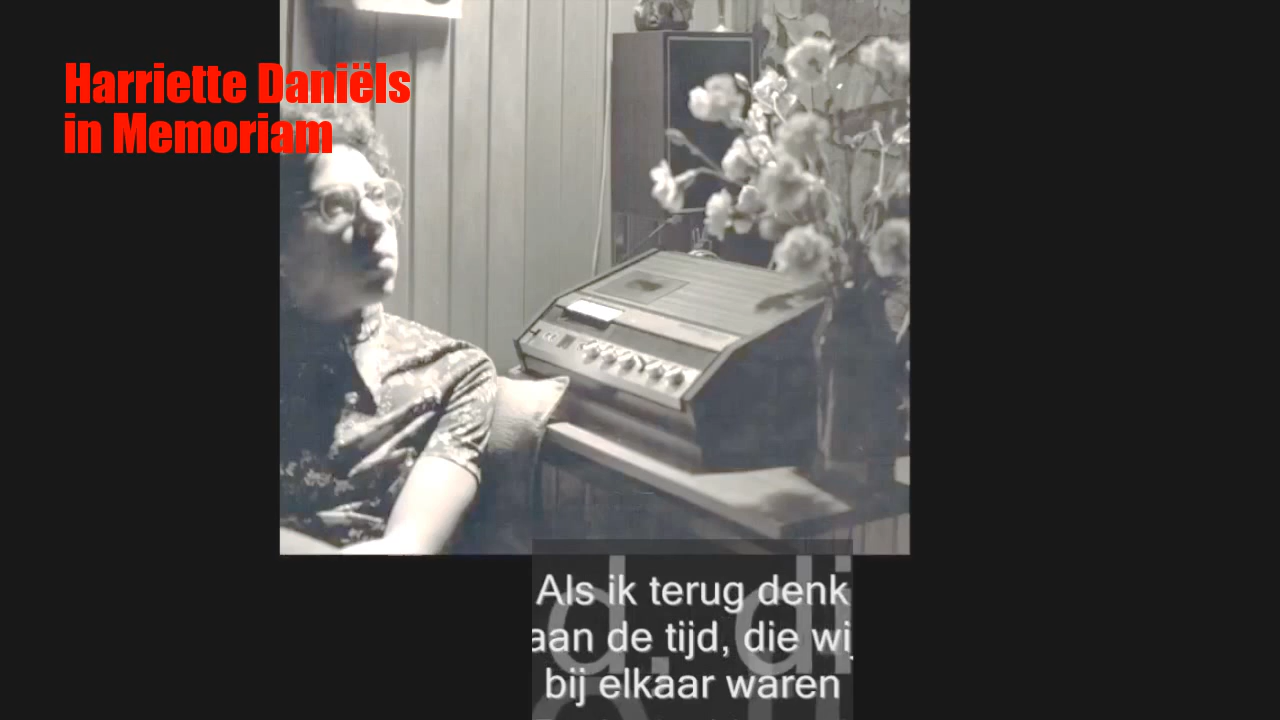 Harriette Daniëls
in Memoriam
Als ik terug denk
aan de tijd, die wij
bij elkaar waren